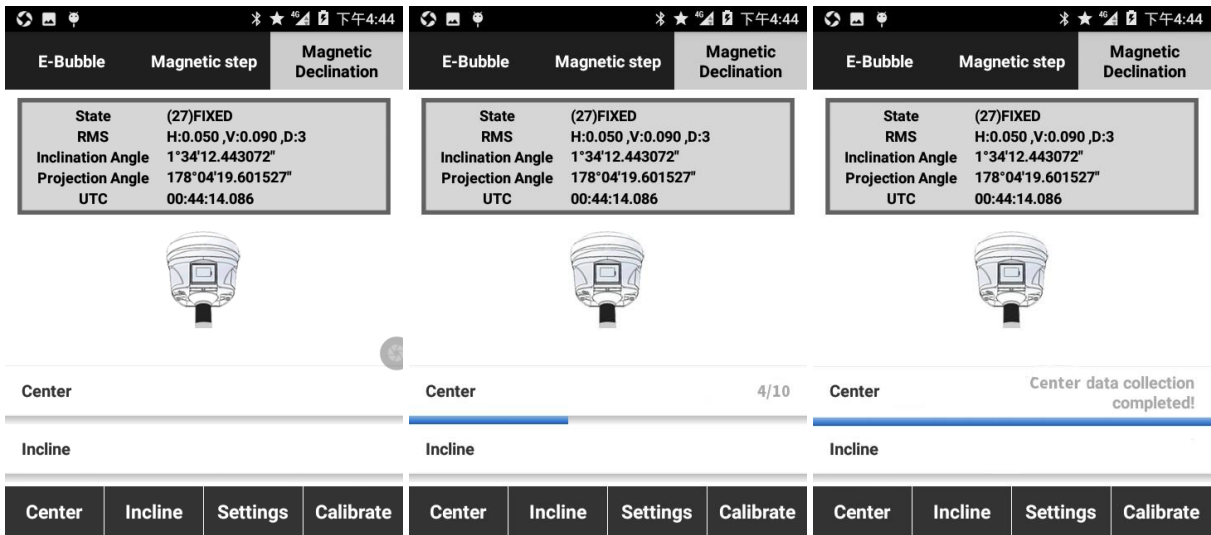 46 下午4:44
E-Bubble Magnetic step Magnetic Declination
State (27)FIXED
RMS H:0.050 ,V:0.090 ,D:3
Inclination Angle 1°34'12.443072"
Projection Angle 178°04'19.601527"
UTC 00:44:14.086
Center
Incline
Center Incline Settings Calibrate
46 下午4:44
E-Bubble Magnetic step Magnetic Declination
State (27)FIXED
RMS H:0.050 ,V:0.090 ,D:3
Inclination Angle 1°34'12.443072"
Projection Angle 178°04'19.601527"
UTC 00:44:14.086
Center 4/10
Incline
Center Incline Settings Calibrate
46 下午4:44
E-Bubble Magnetic step Magnetic Declination
State (27)FIXED
RMS H:0.050 ,V:0.090 ,D:3
Inclination Angle 1°34'12.443072"
Projection Angle 178°04'19.601527"
UTC 00:44:14.086
Center Center data collection completed!
Incline
Center Incline Settings Calibrate